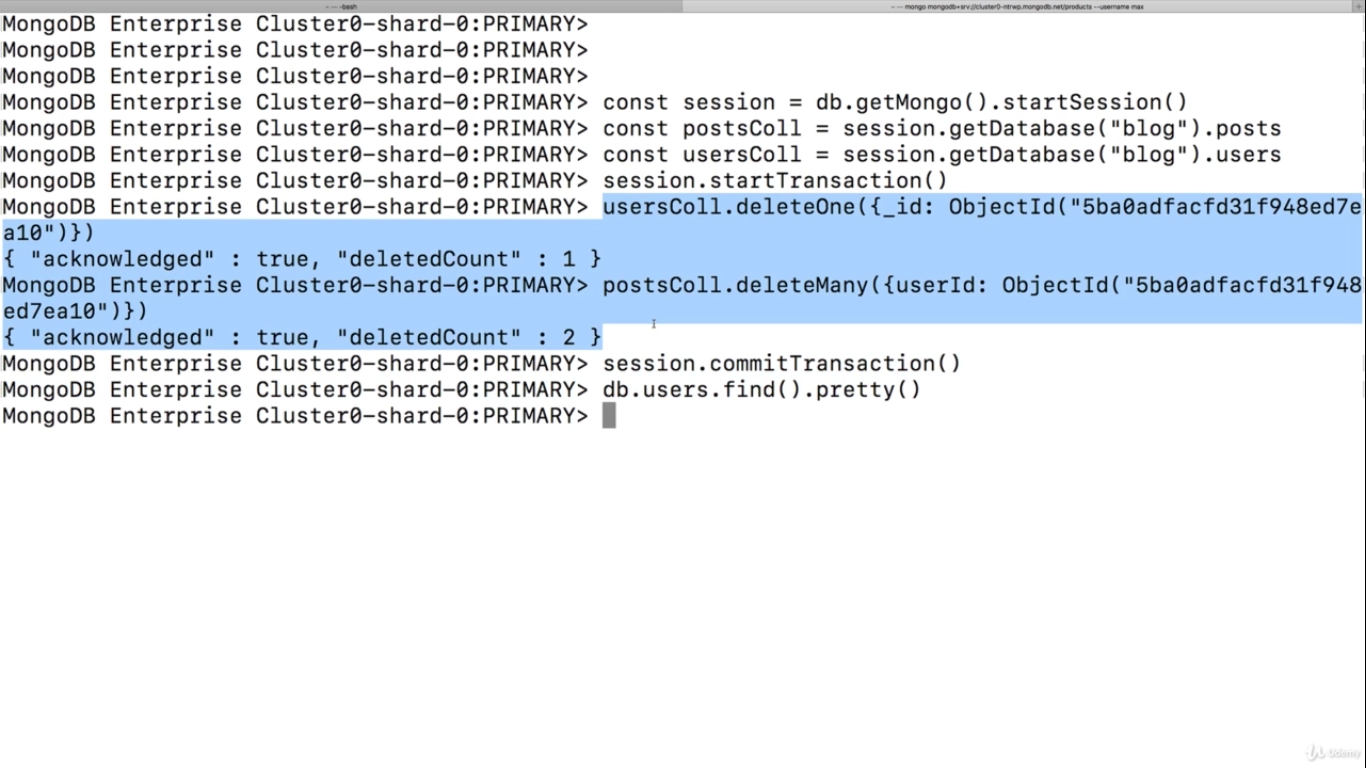 ~ — -bash
~ — mongo mongodb+srv://cluster0-ntrwp.mongodb.net/products --username max
MongoDB Enterprise Cluster0-shard-0:PRIMARY>
MongoDB Enterprise Cluster0-shard-0:PRIMARY>
MongoDB Enterprise Cluster0-shard-0:PRIMARY>
MongoDB Enterprise Cluster0-shard-0:PRIMARY> const session = db.getMongo().startSession()
MongoDB Enterprise Cluster0-shard-0:PRIMARY> const postsColl = session.getDatabase("blog").posts
MongoDB Enterprise Cluster0-shard-0:PRIMARY> const usersColl = session.getDatabase("blog").users
MongoDB Enterprise Cluster0-shard-0:PRIMARY> session.startTransaction()
MongoDB Enterprise Cluster0-shard-0:PRIMARY> usersColl.deleteOne({_id: ObjectId("5ba0adfacfd31f948ed7e
a10")})
{ "acknowledged" : true, "deletedCount" : 1 }
MongoDB Enterprise Cluster0-shard-0:PRIMARY> postsColl.deleteMany({userId: ObjectId("5ba0adfacfd31f948
ed7ea10")})
{ "acknowledged" : true, "deletedCount" : 2 }
MongoDB Enterprise Cluster0-shard-0:PRIMARY> session.commitTransaction()
MongoDB Enterprise Cluster0-shard-0:PRIMARY> db.users.find().pretty()
MongoDB Enterprise Cluster0-shard-0:PRIMARY>
Udemy